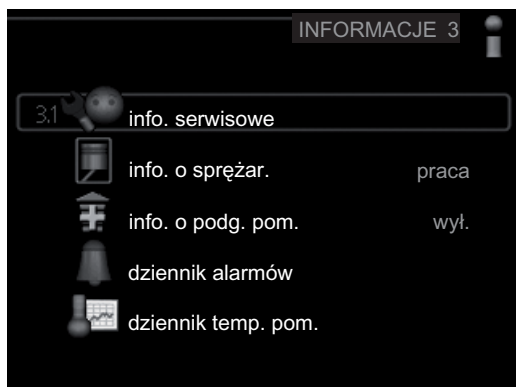 INFORMACJE 3
3.1 info. serwisowe
info. o sprężar. praca
info. o podg. pom. wył.
dziennik alarmów
dziennik temp. pom.